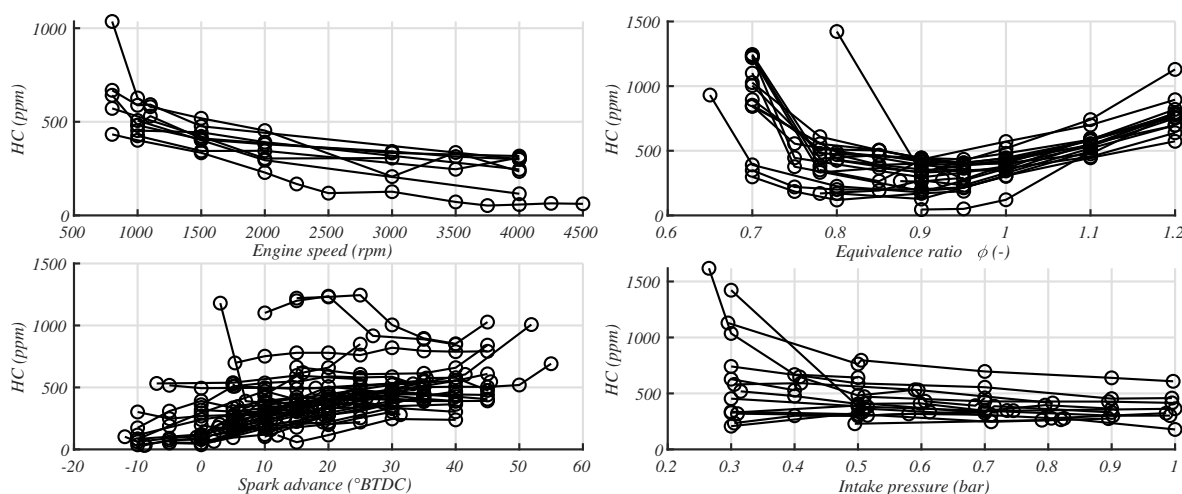 HC (ppm)
1000
500
0
500 1000 1500 2000 2500 3000 3500 4000 4500
Engine speed (rpm)
HC (ppm)
1500
1000
500
0
0.6 0.7 0.8 0.9 1 1.1 1.2
Equivalence ratio ϕ (-)
HC (ppm)
1500
1000
500
0
-20 -10 0 10 20 30 40 50 60
Spark advance (°BTDC)
HC (ppm)
1500
1000
500
0
0.2 0.3 0.4 0.5 0.6 0.7 0.8 0.9 1
Intake pressure (bar)